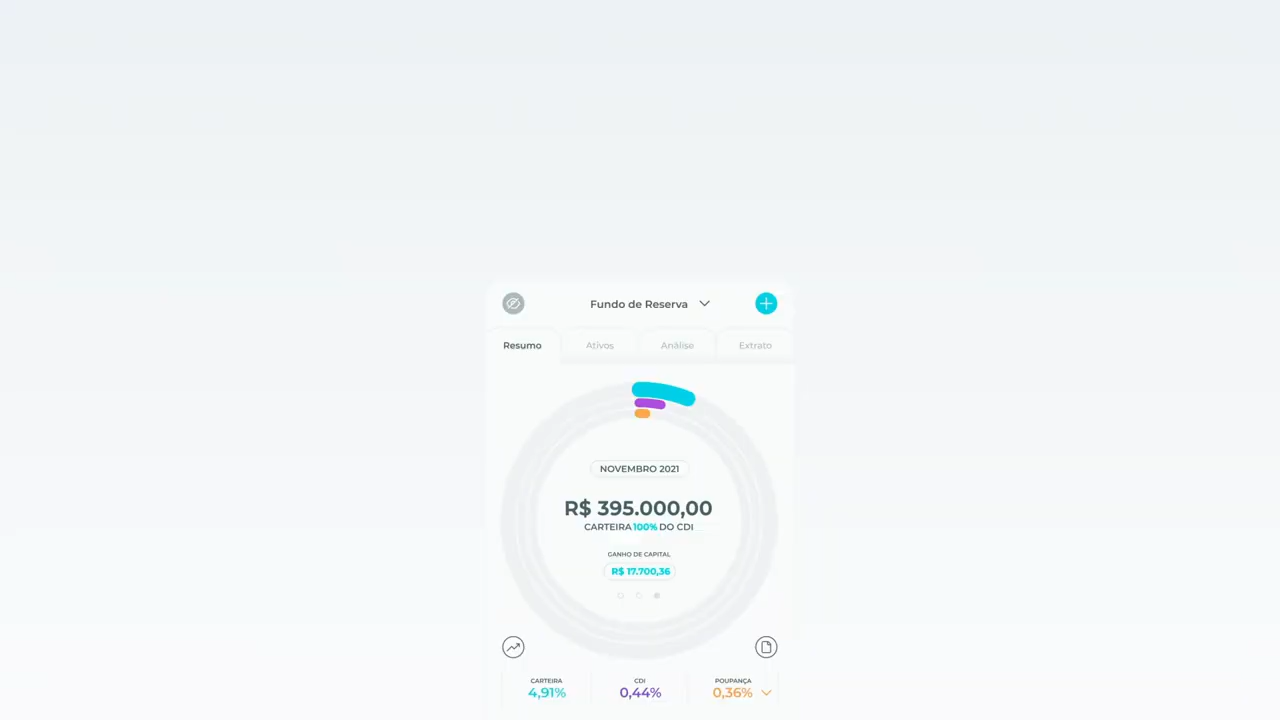 Fundo de Reserva
Resumo Ativos Análise Extrato
NOVEMBRO 2021
R$ 395.000,00
CARTEIRA 100% DO CDI
GANHO DE CAPITAL
R$ 17.700,36
CARTEIRA CDI POUPANÇA
4,91% 0,44% 0,36%